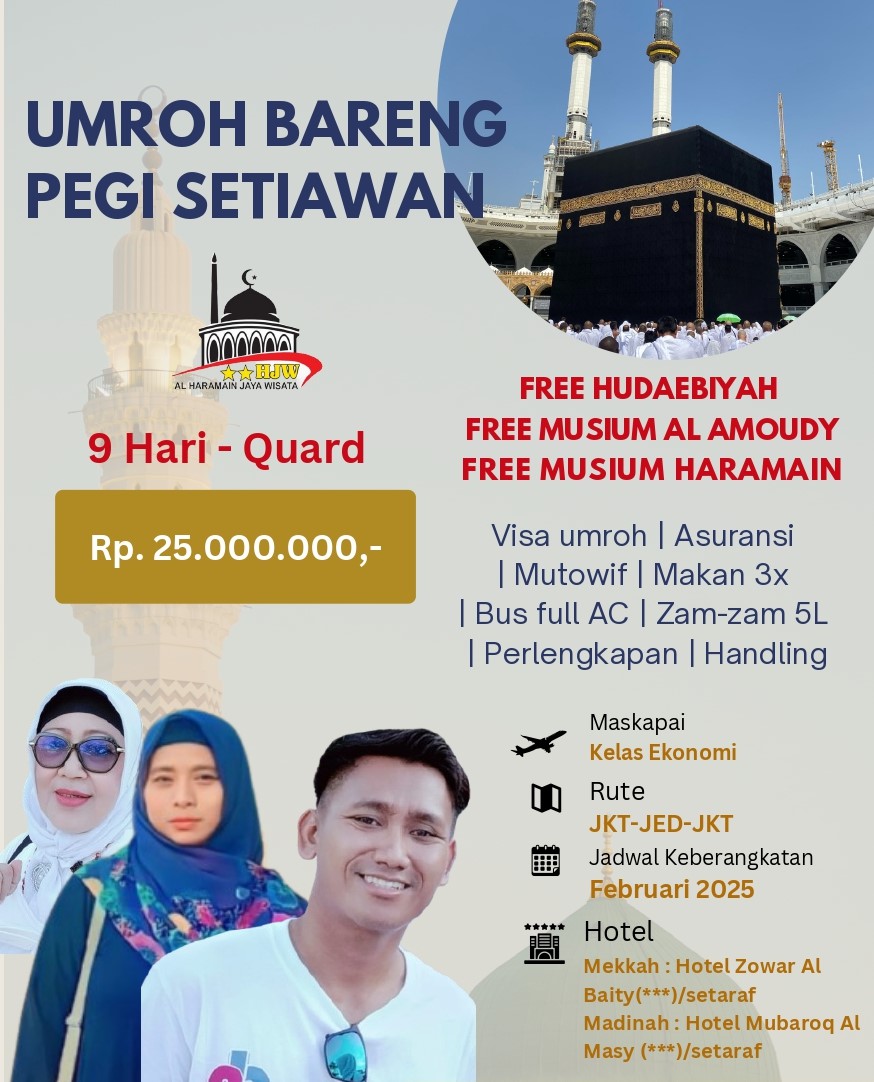 UMROH BARENG
PEGI SETIAWAN
HJW
AL HARAMAIN JAYA WISATA
9 Hari - Quard
Rp. 25.000.000,-
FREE HUDAEBIYAH
FREE MUSIUM AL AMOUDY
FREE MUSIUM HARAMAIN
Visa umroh | Asuransi
| Mutowif | Makan 3x
| Bus full AC | Zam-zam 5L
| Perlengkapan | Handling
Maskapai
Kelas Ekonomi
Rute
JKT-JED-JKT
Jadwal Keberangkatan
Februari 2025
Hotel
Mekkah : Hotel Zowar Al
Baity(***)/setaraf
Madinah : Hotel Mubaroq Al
Masy (***)/setaraf